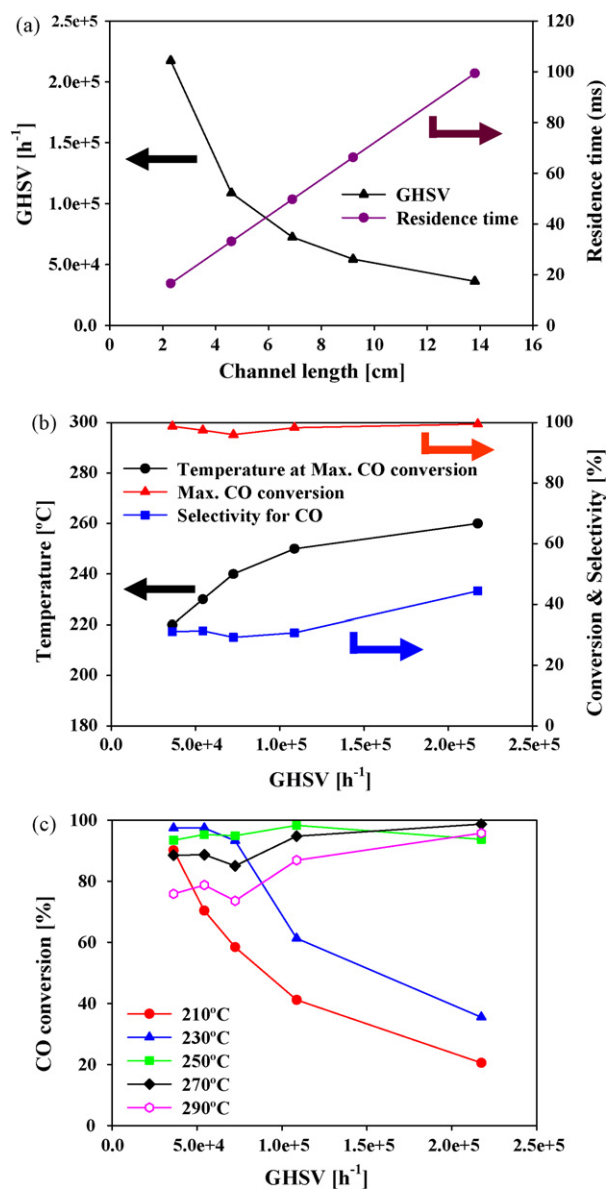 (a)
2.5e+5
2.0e+5
1.5e+5
1.0e+5
5.0e+4
0.0
GHSV [h⁻¹]
120
100
80
60
40
20
0
Residence time (ms)
GHSV
Residence time
0 2 4 6 8 10 12 14 16
Channel length [cm]
(b)
300
280
260
240
220
200
180
Temperature [ºC]
100
80
60
40
20
0
Conversion & Selectivity [%]
Temperature at Max. CO conversion
Max. CO conversion
Selectivity for CO
0.0 5.0e+4 1.0e+5 1.5e+5 2.0e+5 2.5e+5
GHSV [h⁻¹]
(c)
100
80
60
40
20
0
CO conversion [%]
210ºC
230ºC
250ºC
270ºC
290ºC
0.0 5.0e+4 1.0e+5 1.5e+5 2.0e+5 2.5e+5
GHSV [h⁻¹]